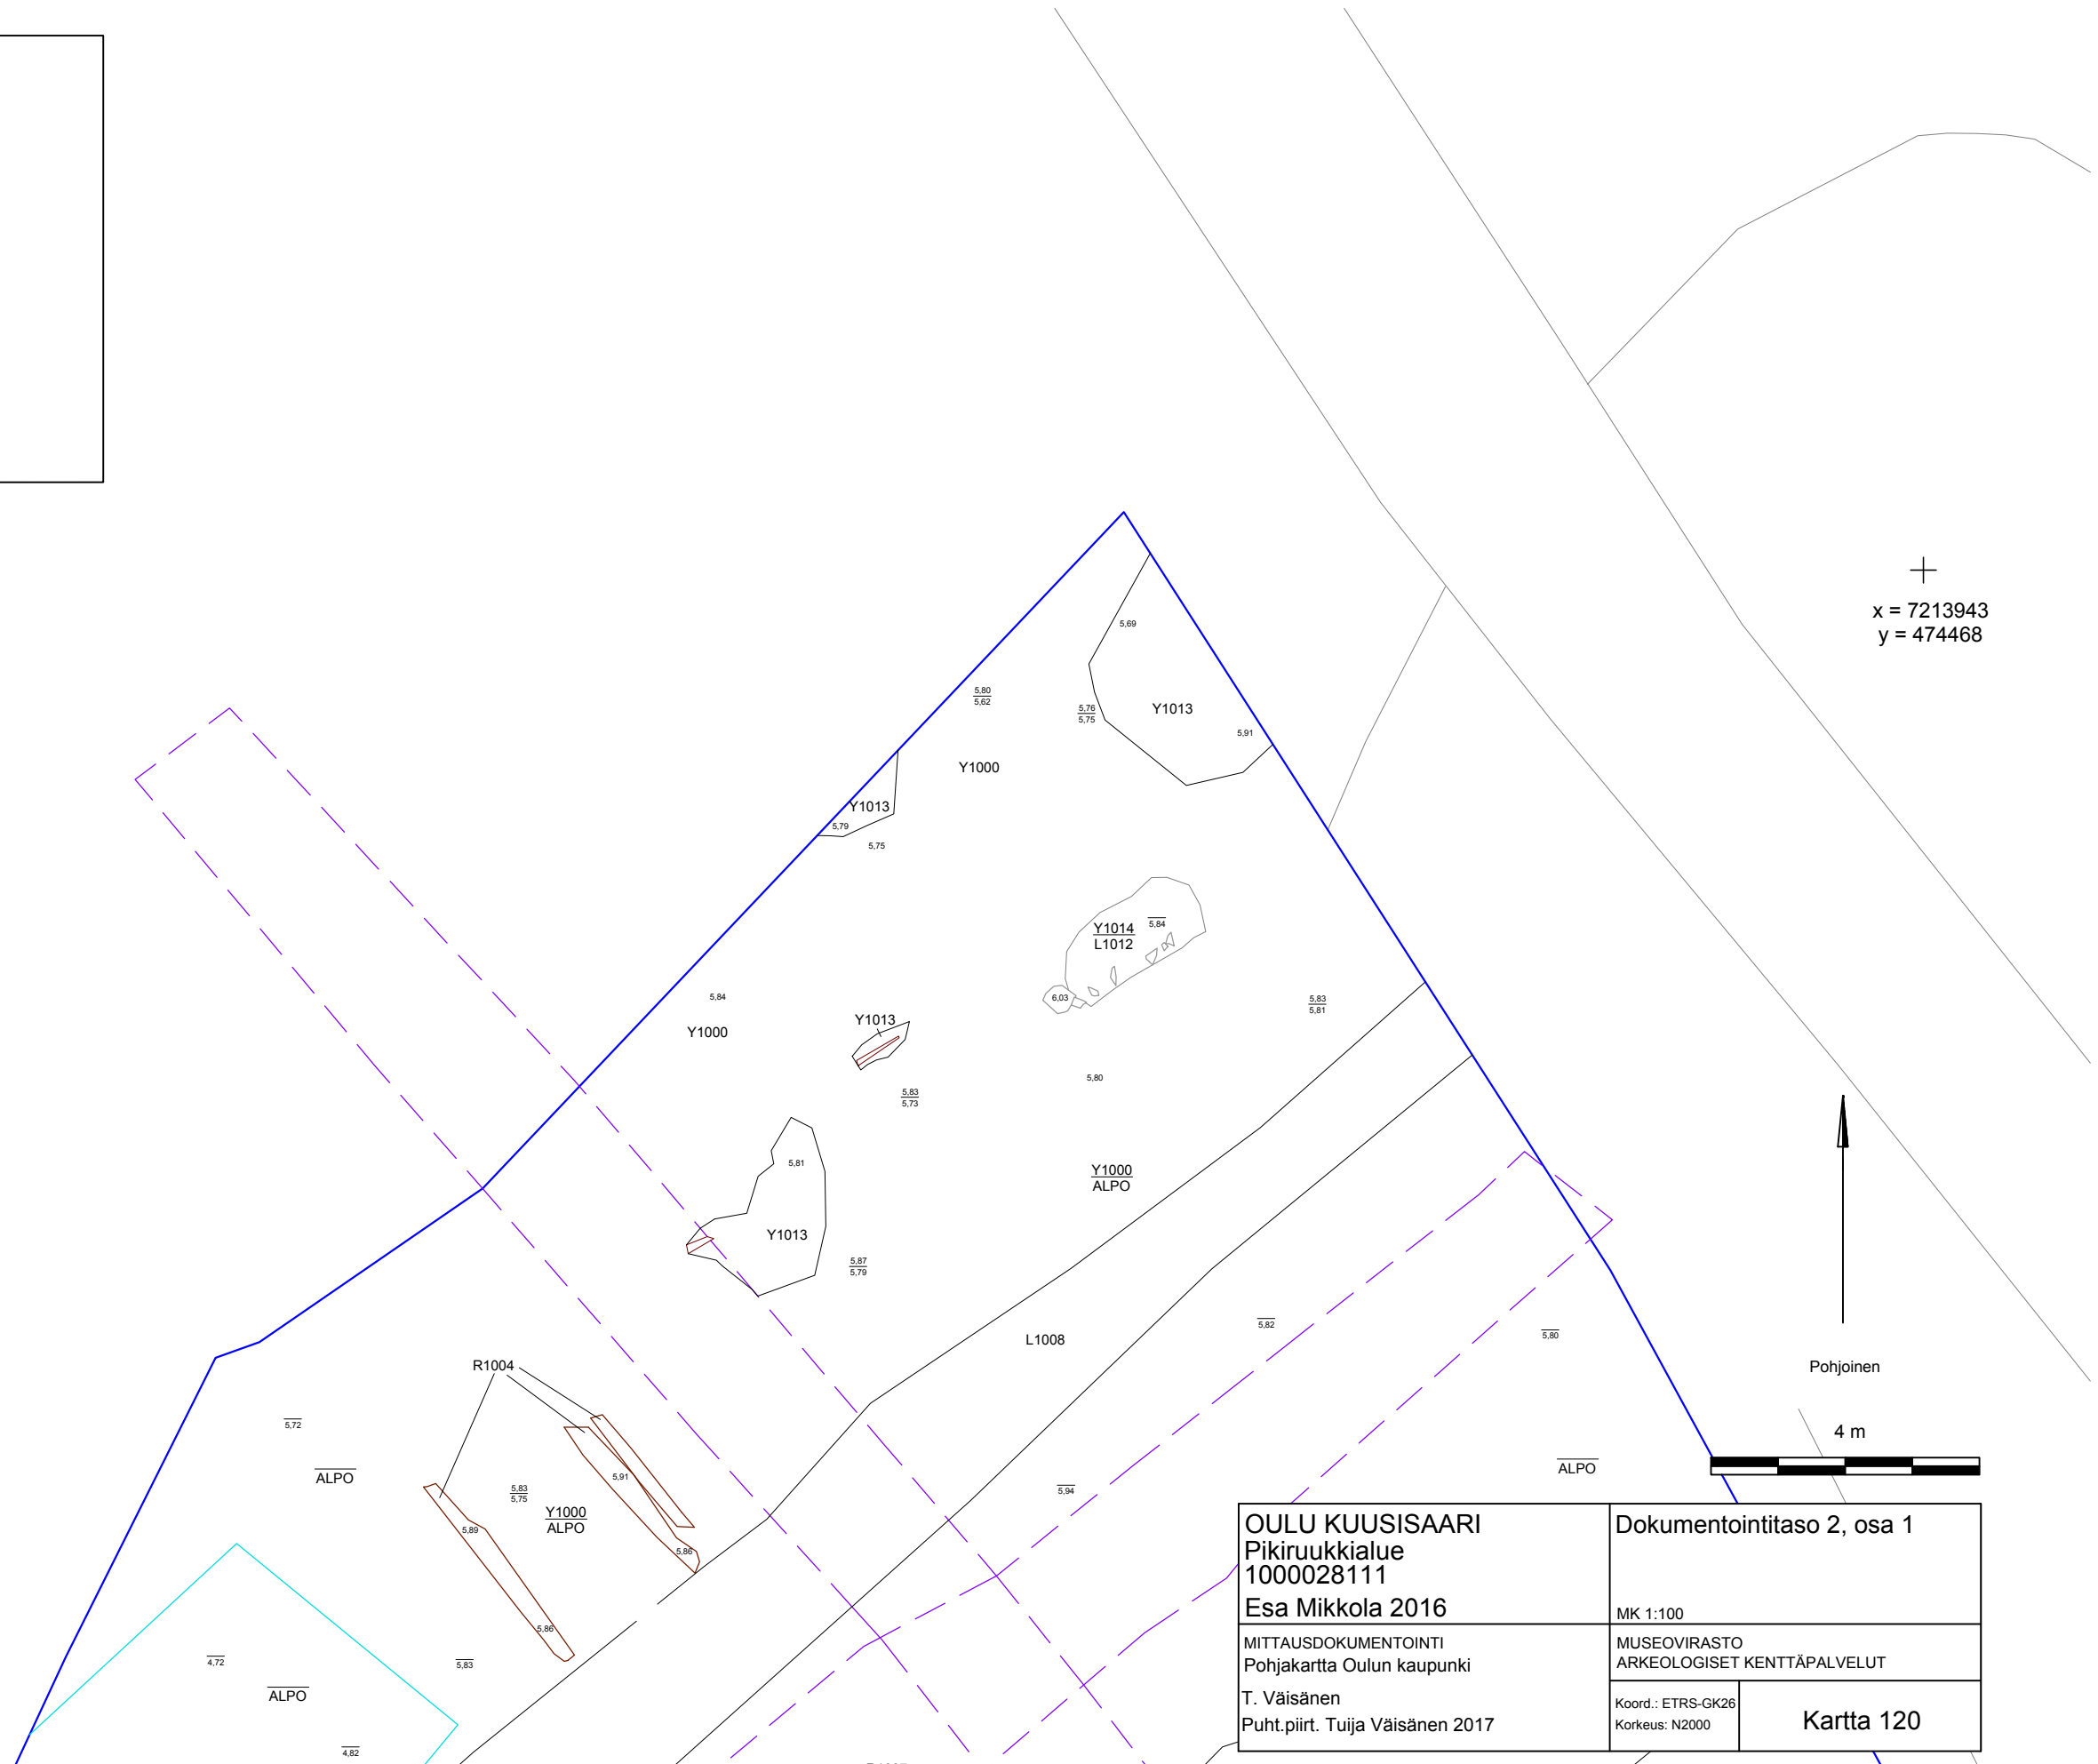 x = 7213943
y = 474468
5,69
5,80
5,62
5,76
5,75
Y1013
5,91
Y1000
Y1013
5,79
5,75
Y1014
L1012
5,84
6,03
5,84
Y1000
Y1013
5,83
5,81
5,80
5,83
5,73
5,81
Y1000
ALPO
Y1013
5,87
5,79
L1008
5,82
5,80
Pohjoinen
R1004
5,72
4 m
ALPO
5,91
ALPO
5,83
5,75
5,94
Y1000
ALPO
5,89
5,86
5,86
4,72
5,83
ALPO
4,82
OULU KUUSISAARI
Pikiruukkialue
1000028111
Esa Mikkola 2016
Dokumentointitaso 2, osa 1
MK 1:100
MITTAUSDOKUMENTOINTI
Pohjakartta Oulun kaupunki
T. Väisänen
Puht.piirt. Tuija Väisänen 2017
MUSEOVIRASTO
ARKEOLOGISET KENTTÄPALVELUT
Koord.: ETRS-GK26
Korkeus: N2000
Kartta 120